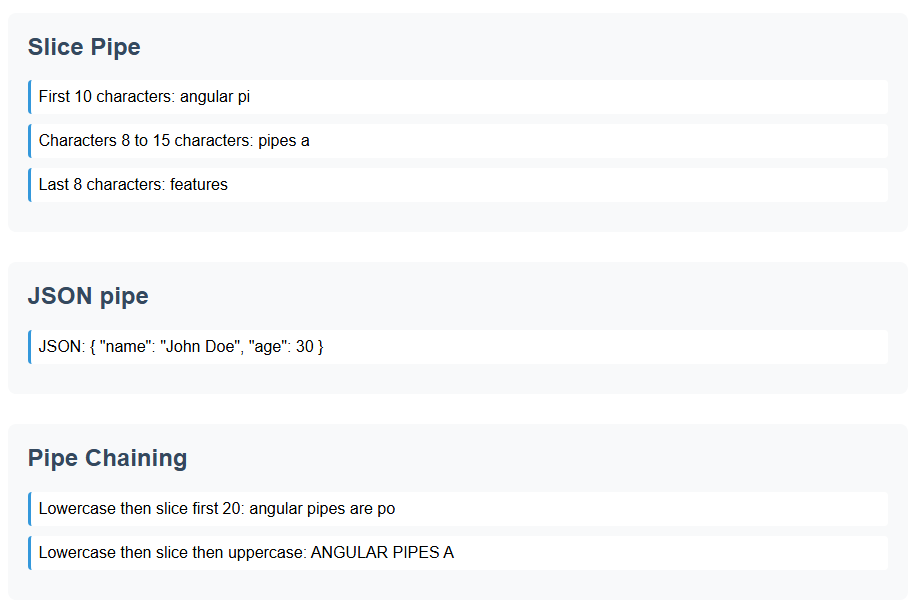 Slice Pipe
First 10 characters: angular pi
Characters 8 to 15 characters: pipes a
Last 8 characters: features
JSON pipe
JSON: { "name": "John Doe", "age": 30 }
Pipe Chaining
Lowercase then slice first 20: angular pipes are po
Lowercase then slice then uppercase: ANGULAR PIPES A